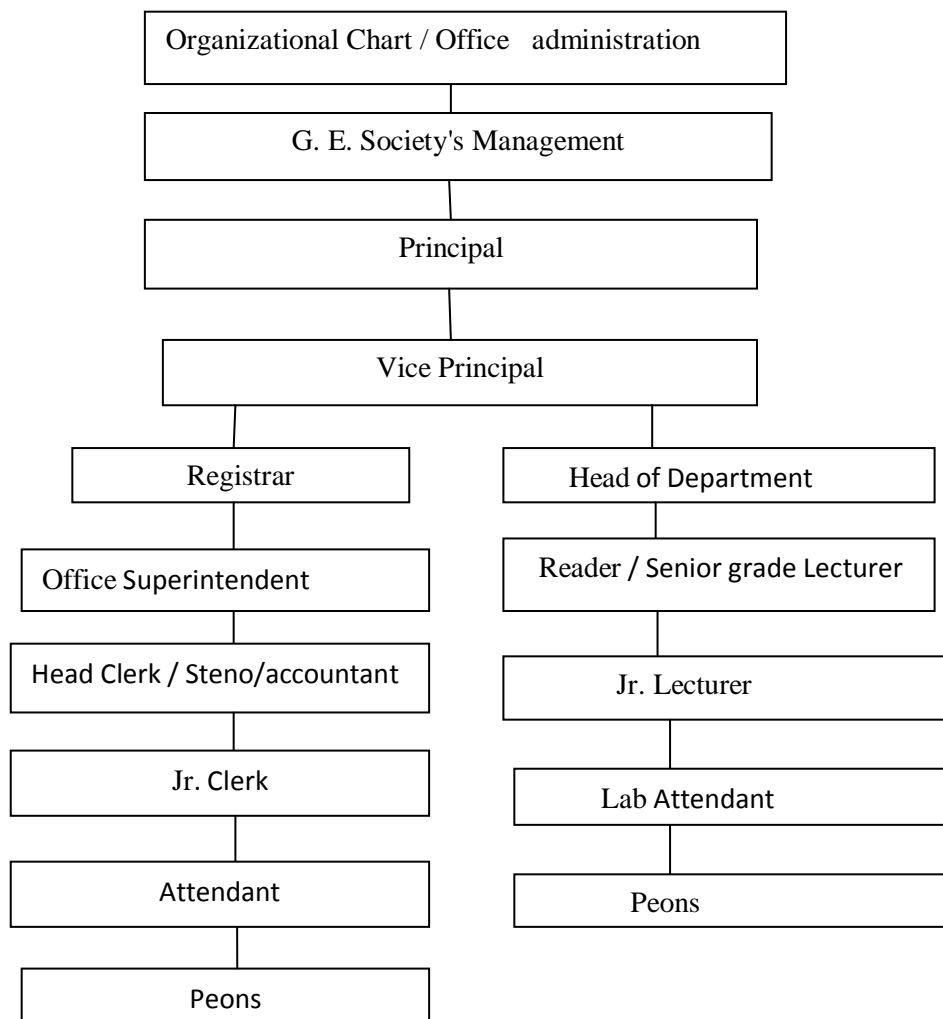 Organizational Chart / Office administration
G. E. Society's Management
Principal
Vice Principal
Registrar
Head of Department
Office Superintendent
Reader / Senior grade Lecturer
Head Clerk / Steno/accountant
Jr. Lecturer
Jr. Clerk
Lab Attendant
Attendant
Peons
Peons